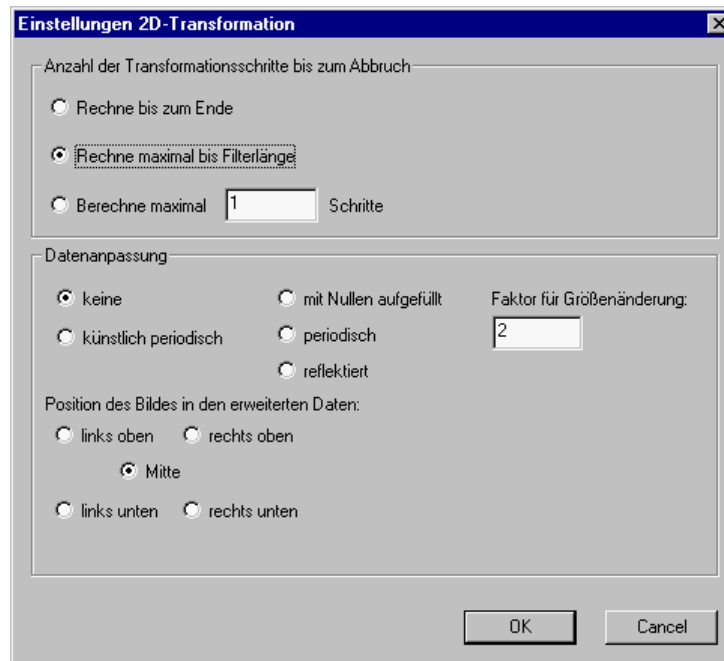 Einstellungen 2D-Transformation
Anzahl der Transformationsschritte bis zum Abbruch
Rechne bis zum Ende
Rechne maximal bis Filterlänge
Berechne maximal 1 Schritte
Datenanpassung
keine mit Nullen aufgefüllt Faktor für Größenänderung:
künstlich periodisch periodisch 2
reflektiert
Position des Bildes in den erweiterten Daten:
links oben rechts oben
Mitte
links unten rechts unten
OK Cancel